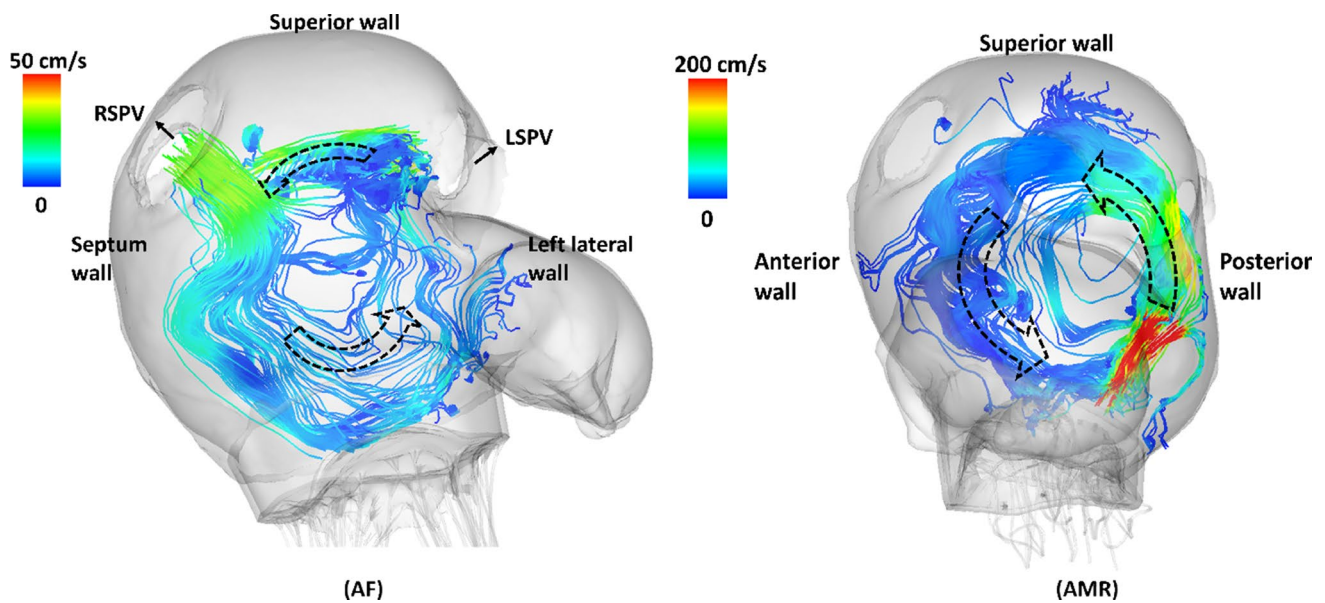 Superior wall
50 cm/s
RSPV
LSPV
0
Septum
wall
Left lateral
wall
(AF)
Superior wall
200 cm/s
0
Anterior
wall
Posterior
wall
(AMR)